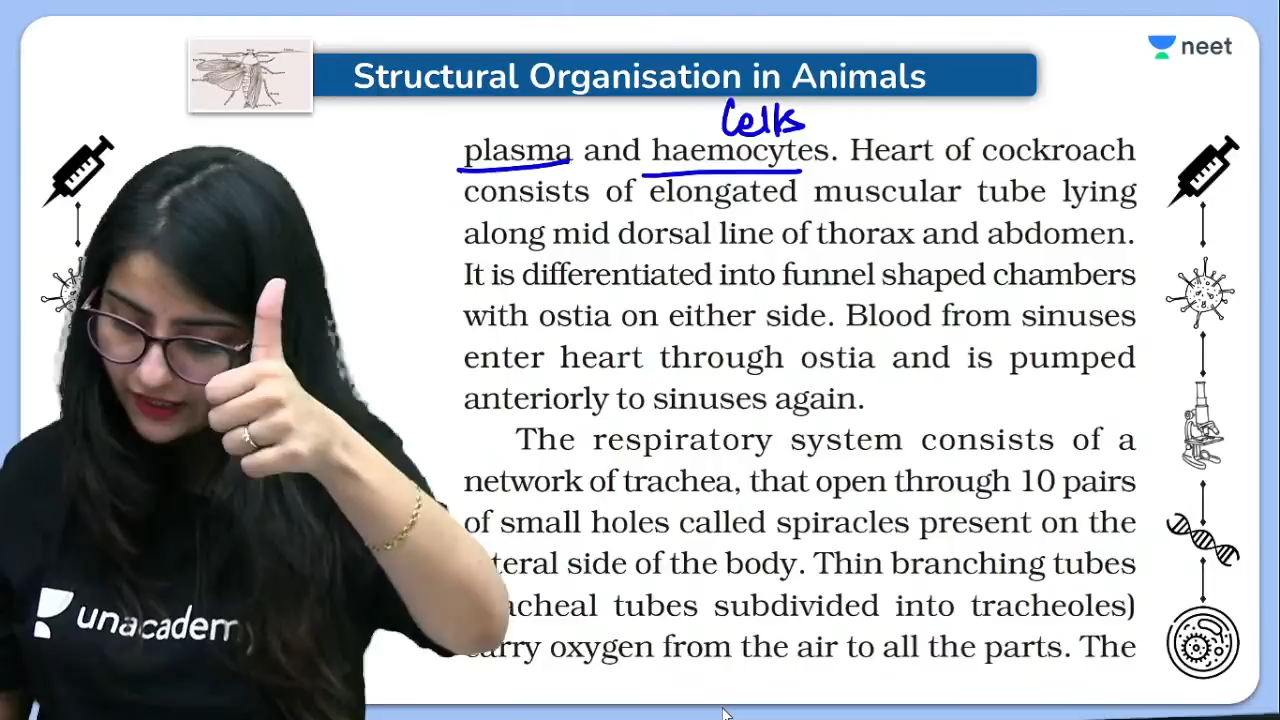 neet
Structural Organisation in Animals
Cells
plasma and haemocytes. Heart of cockroach
consists of elongated muscular tube lying
along mid dorsal line of thorax and abdomen.
It is differentiated into funnel shaped chambers
with ostia on either side. Blood from sinuses
enter heart through ostia and is pumped
anteriorly to sinuses again.
The respiratory system consists of a
network of trachea, that open through 10 pairs
of small holes called spiracles present on the
teral side of the body. Thin branching tubes
acheal tubes subdivided into tracheoles)
carry oxygen from the air to all the parts. The
unacademy